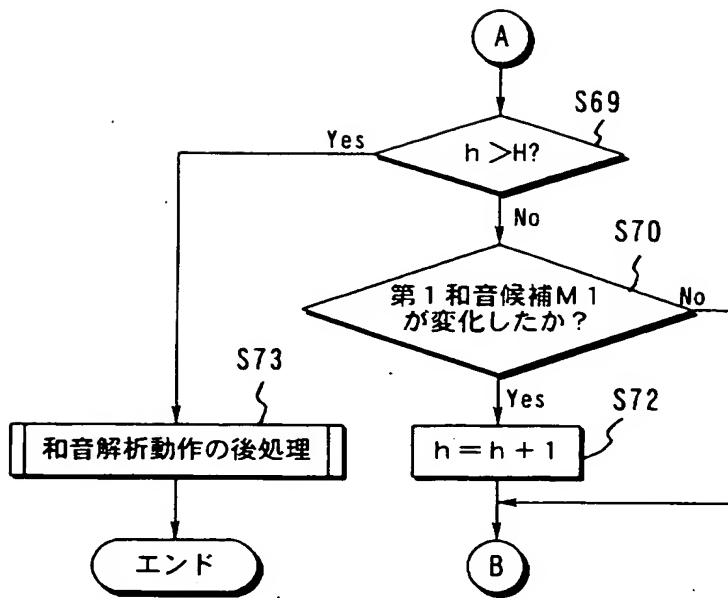 A
S69
Yes
h＞H?
No
S70
第1和音候補M1
が変化したか？
No
S73
Yes
S72
和音解析動作の後処理
h＝h＋1
エンド
B